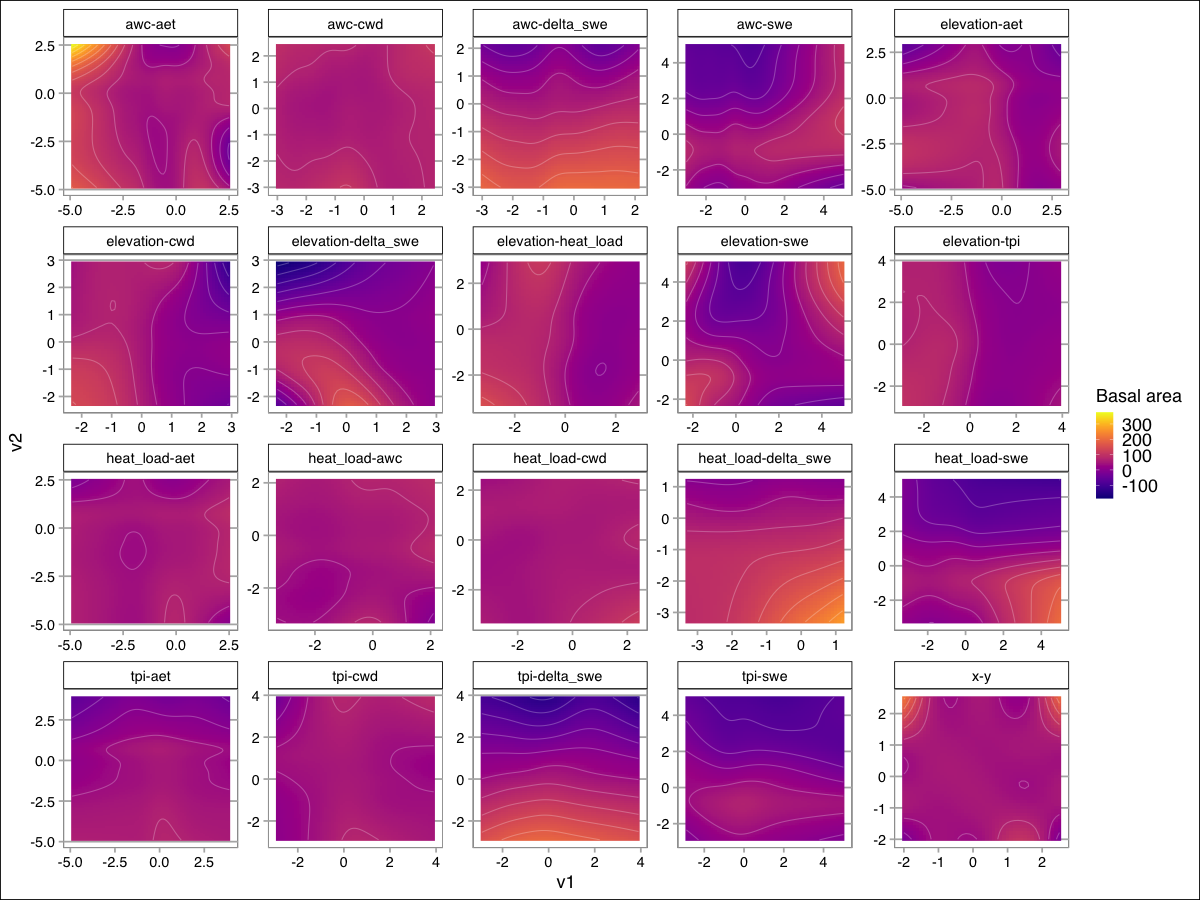 awc-aet awc-cwd awc-delta_swe awc-swe elevation-aet
2.5 0.0 -2.5 -5.0
2 1 0 -1 -2 -3
2 1 0 -1 -2 -3
4 2 0 -2
2.5 0.0 -2.5 -5.0
-5.0 -2.5 0.0 2.5
-3 -2 -1 0 1 2
-3 -2 -1 0 1 2
-2 0 2 4
-5.0 -2.5 0.0 2.5
elevation-cwd elevation-delta_swe elevation-heat_load elevation-swe elevation-tpi
3 2 1 0 -1 -2
3 2 1 0 -1 -2
2 0 -2
4 2 0 -2
4 2 0 -2
-2 -1 0 1 2 3
-2 -1 0 1 2 3
-2 0 2
-2 0 2 4
-2 0 2 4
heat_load-aet heat_load-awc heat_load-cwd heat_load-delta_swe heat_load-swe
2.5 0.0 -2.5 -5.0
2 0 -2
2 0 -2
1 0 -1 -2 -3
4 2 0 -2
-5.0 -2.5 0.0 2.5
-2 0 2
-2 0 2
-3 -2 -1 0 1
-2 0 2 4
tpi-aet tpi-cwd tpi-delta_swe tpi-swe x-y
2.5 0.0 -2.5 -5.0
4 2 0 -2
4 2 0 -2
4 2 0 -2
2 1 0 -1 -2
-5.0 -2.5 0.0 2.5
-2 0 2 4
-2 0 2 4
-2 0 2 4
-2 -1 0 1 2
v2
v1
Basal area
300
200
100
0
-100